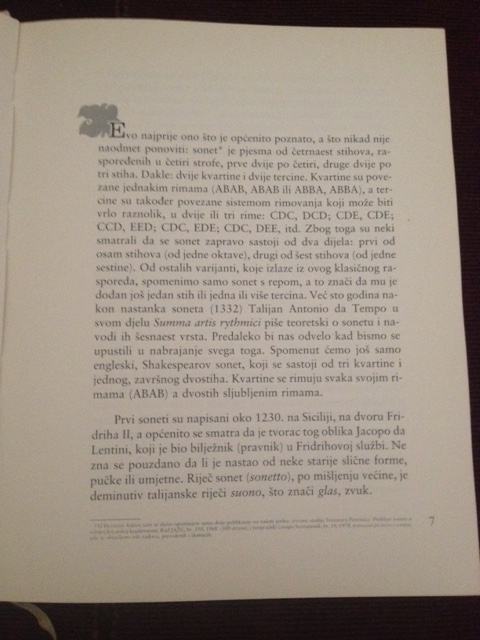 Evo najprije ono što je općenito poznato, a što nikad nije
naodmet ponoviti: sonet* je pjesma od četrnaest stihova, ra-
spoređenih u četiri strofe, prve dvije po četiri, druge dvije po
tri stiha. Dakle: dvije kvartine i dvije tercine. Kvartine su pove-
zane jednakim rimama (ABAB, ABAB ili ABBA, ABBA), a ter-
cine su također povezane sistemom rimovanja koji može biti
vrlo raznolik, u dvije ili tri rime: CDC, DCD; CDE, CDE;
CCD, EED; CDC, EDE; CDC, DEE, itd. Zbog toga su neki
smatrali da se sonet zapravo sastoji od dva dijela: prvi od
osam stihova (od jedne oktave), drugi od šest stihova (od jedne
sestine). Od ostalih varijanti, koje izlaze iz ovog klasičnog ra-
sporeda, spomenimo samo sonet s repom, a to znači da mu je
dodan još jedan stih ili jedna ili više tercina. Već sto godina na-
kon nastanka soneta (1332) Talijan Antonio da Tempo u
svom djelu Summa artis rythmici piše teoretski o sonetu i na-
vodi ih šesnaest vrsta. Predaleko bi nas odvelo kad bismo se
upustili u nabrajanje svega toga. Spomenut ćemo još samo
engleski, Shakespearov sonet, koji se sastoji od tri kvartine i
jednog, završnog dvostiha. Kvartine se rimuju svaka svojim ri-
mama (ABAB) a dvostih sljubljenim rimama.
Prvi soneti su napisani oko 1230. na Siciliji, na dvoru Fri-
driha II, a općenito se smatra da je tvorac tog oblika Jacopo da
Lentini, koji je bio bilježnik (pravnik) u Fridrihovoj službi. Ne
zna se pouzdano da li je nastao od neke starije slične forme,
pučke ili umjetne. Riječ sonet (sonetto), po mišljenju većine, je
deminutiv talijanske riječi suono, što znači glas, zvuk.
7